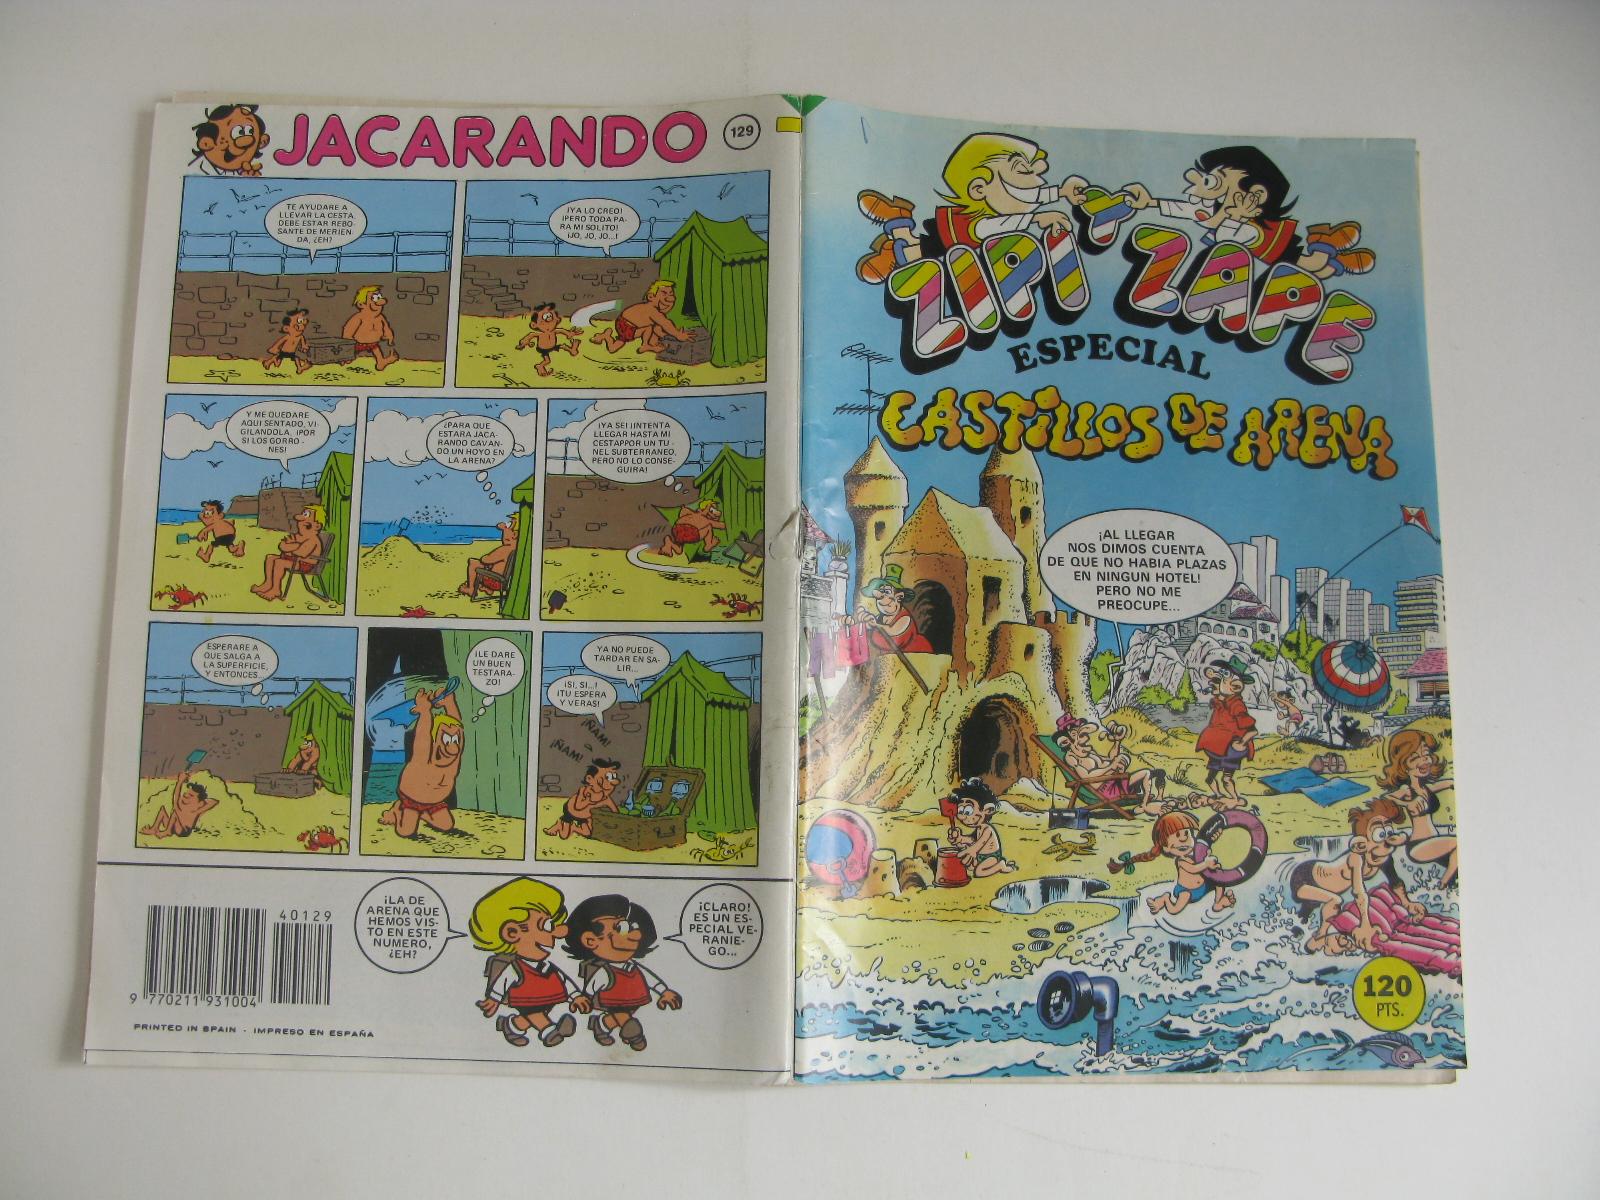 JACARANDO
129
TE AYUDARE A
LLEVAR LA CESTA.
DEBE ESTAR REBO-
SANTE DE MERIEN-
DA, ¿EH?
¡YA LO CREO!
¡PERO TODA PA-
RA MI SOLITO!
¡JO, JO, JO...!
Y ME QUEDARE
AQUI SENTADO, VI-
GILANDOLA. ¡POR
SI LOS GORRO-
NES!
¿PARA QUE
ESTARA JACA-
RANDO CAVAN-
DO UN HOYO EN
LA ARENA?
¡YA SE! ¡INTENTA
LLEGAR HASTA MI
CESTAPPOR UN TU-
NEL SUBTERRANEO,
PERO NO LO CONSE-
GUIRA!
ESPERARE A
QUE SALGA A
LA SUPERFICIE,
Y ENTONCES...
¡LE DARE
UN BUEN
TESTARA-
ZO!
YA NO PUEDE
TARDAR EN SA-
LIR...
¡SI, SI...!
¡TU ESPERA
Y VERAS!
¡ÑAM!
¡ÑAM!
40129
9 770211 931004
PRINTED IN SPAIN - IMPRESO EN ESPAÑA
¡LA DE
ARENA QUE
HEMOS VIS-
TO EN ESTE
NUMERO,
¿EH?
¡CLARO!
ES UN ES-
PECIAL VE-
RANIE-
GO...
ZIPI Y ZAPE
ESPECIAL
CASTILLOS DE ARENA
¡AL LLEGAR
NOS DIMOS CUENTA
DE QUE NO HABIA PLAZAS
EN NINGUN HOTEL!
PERO NO ME
PREOCUPE...
120
PTS.